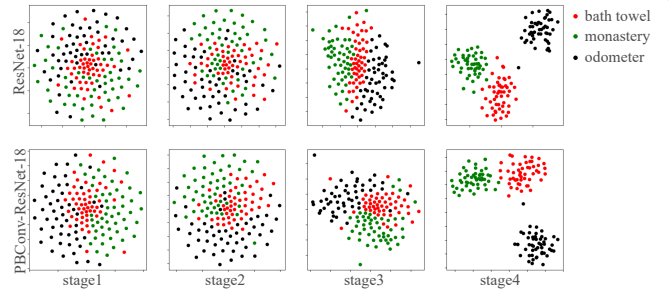 ResNet-18
bath towel
monastery
odometer
PBConv-ResNet-18
stage1
stage2
stage3
stage4